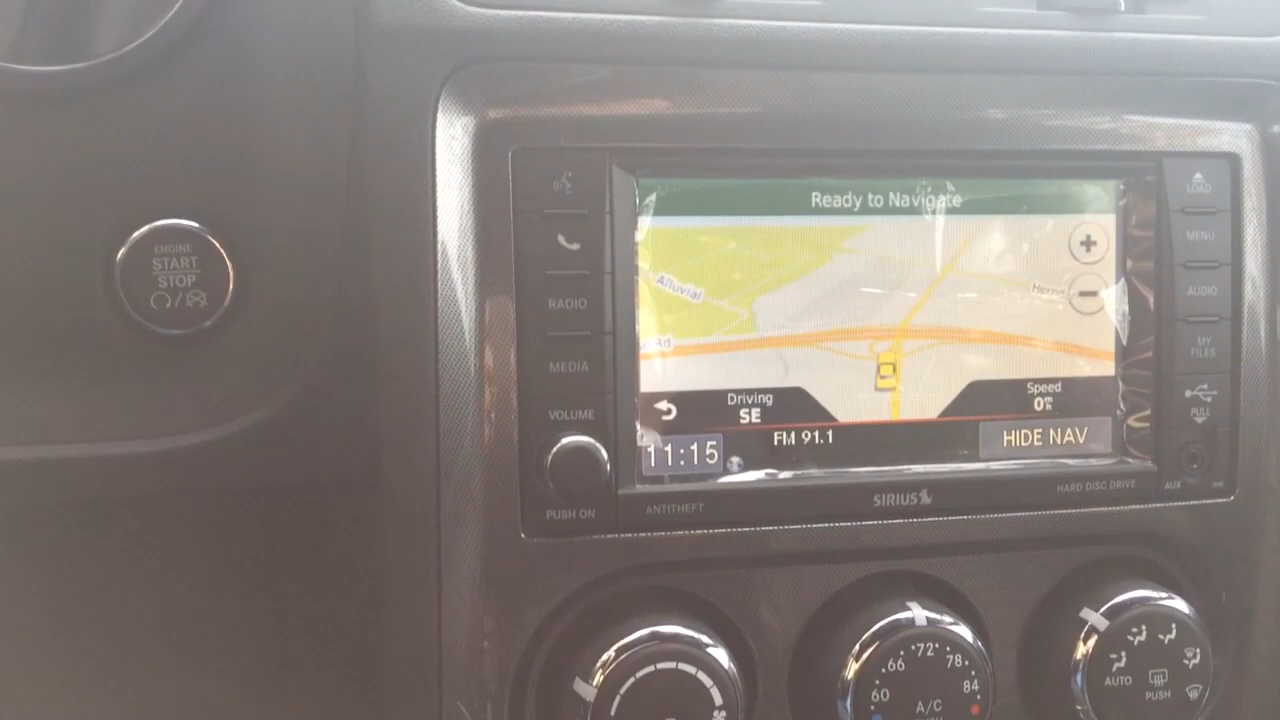 ENGINE
START
STOP
RADIO
MEDIA
VOLUME
PUSH ON
Ready to Navigate
+
Alluvial
Rd
−
Driving
SE
Speed
0 m/h
FM 91.1
11:15
HIDE NAV
LOAD
MENU
AUDIO
MY
FILES
PULL
AUX
ANTITHEFT
SIRIUS
HARD DISC DRIVE
60 66 72 78 84
A/C
AUTO
PUSH